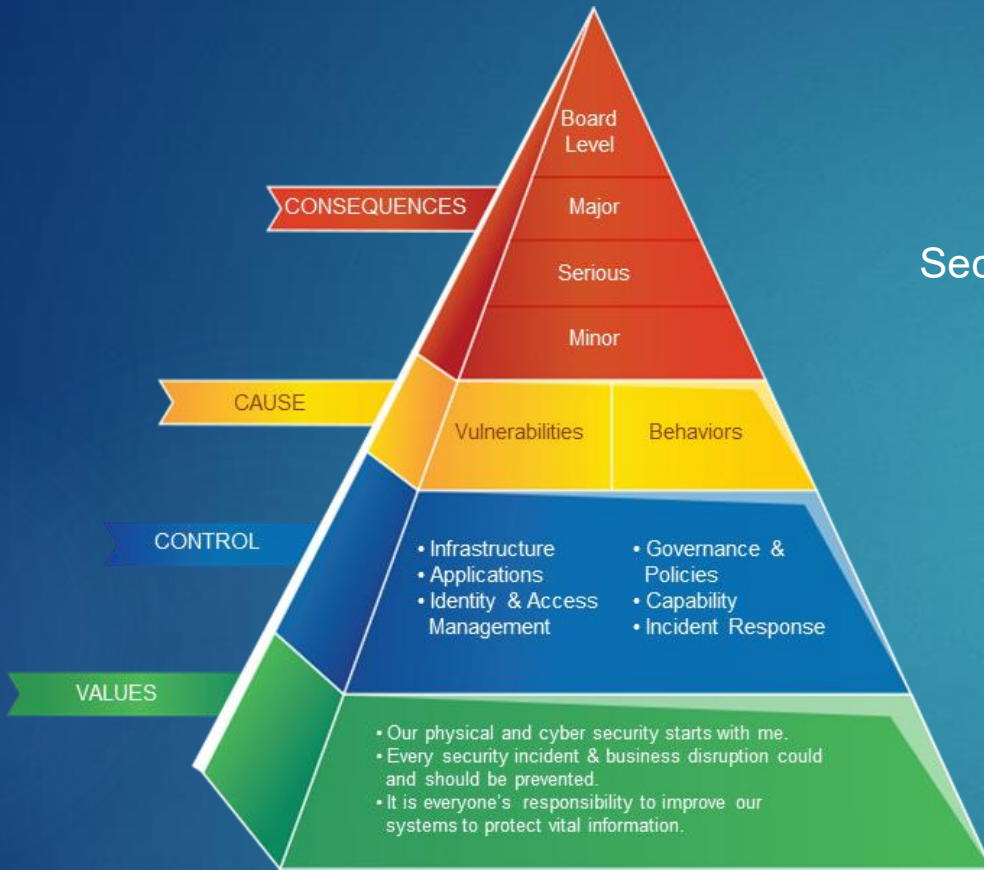 Board
Level
CONSEQUENCES
Major
Serious
Minor
CAUSE
Vulnerabilities
Behaviors
CONTROL
• Infrastructure
• Applications
• Identity & Access
Management
• Governance &
Policies
• Capability
• Incident Response
VALUES
• Our physical and cyber security starts with me.
• Every security incident & business disruption could
and should be prevented.
• It is everyone's responsibility to improve our
systems to protect vital information.